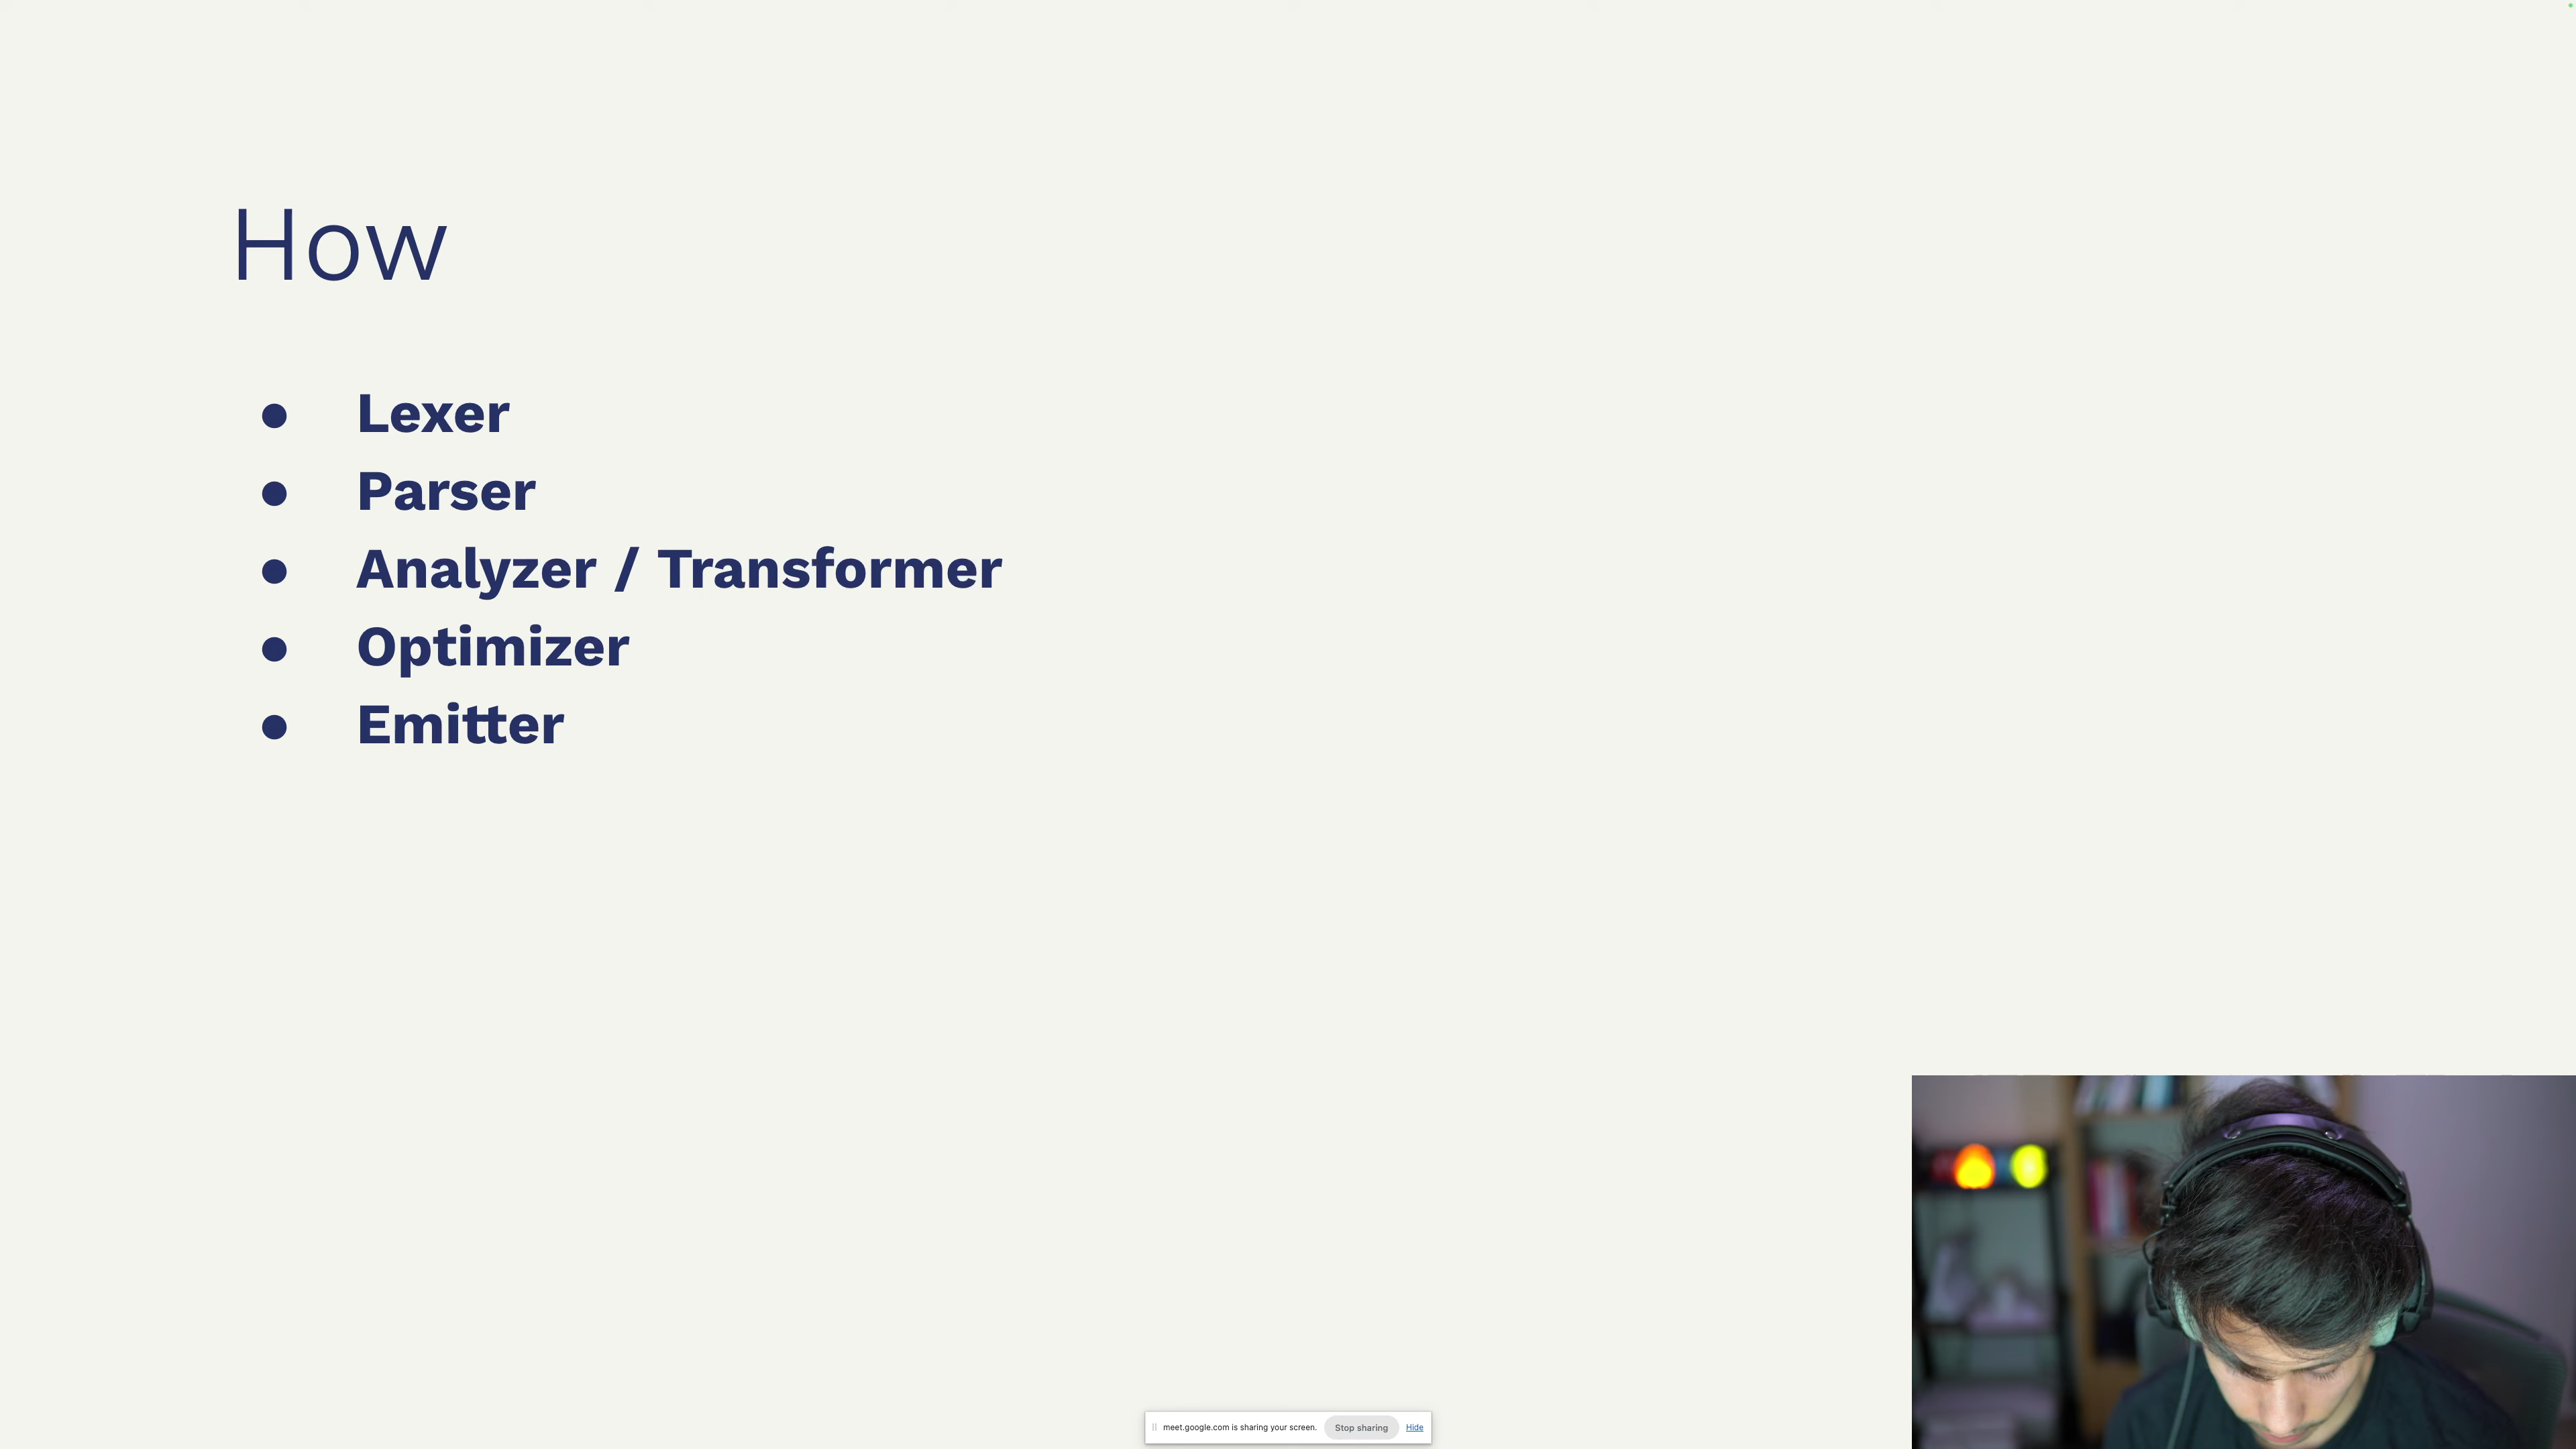 How
● Lexer
● Parser
● Analyzer / Transformer
● Optimizer
● Emitter
meet.google.com is sharing your screen. Stop sharing Hide